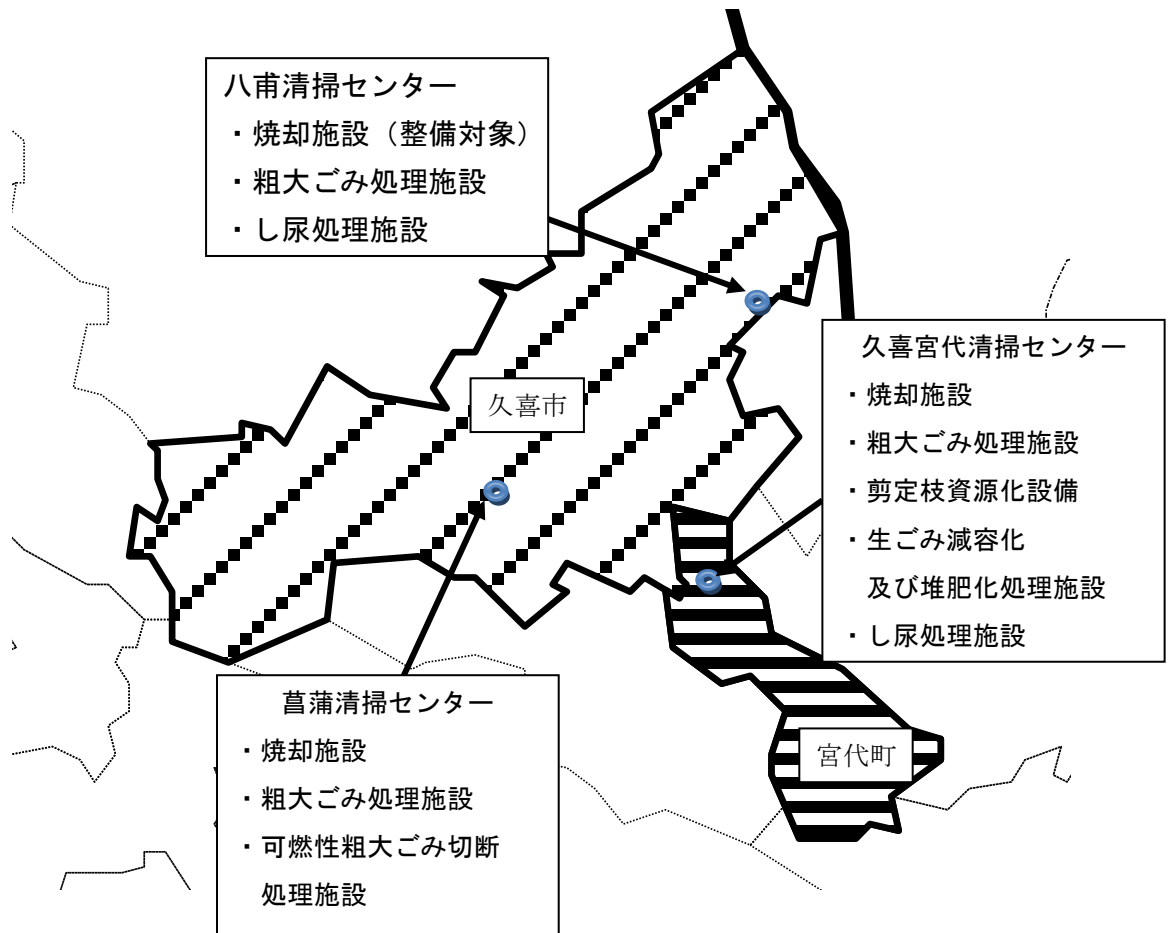 八甫清掃センター
・焼却施設（整備対象）
・粗大ごみ処理施設
・し尿処理施設
久喜市
久喜宮代清掃センター
・焼却施設
・粗大ごみ処理施設
・剪定枝資源化設備
・生ごみ減容化
及び堆肥化処理施設
・し尿処理施設
菖蒲清掃センター
・焼却施設
・粗大ごみ処理施設
・可燃性粗大ごみ切断
処理施設
宮代町